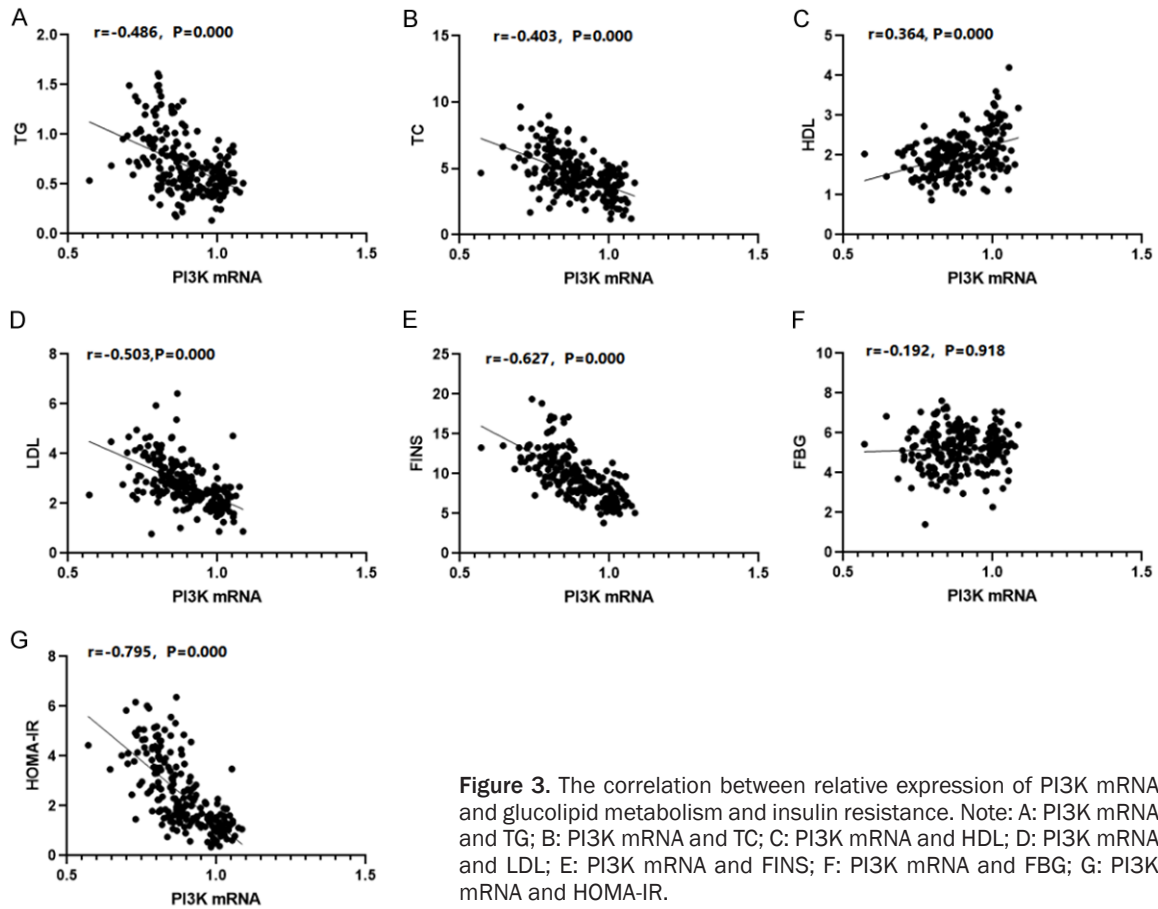 A
r=-0.486, P=0.000
2.0
1.5
1.0
0.5
0.0
TG
0.5
1.0
1.5
PI3K mRNA
B
r=-0.403, P=0.000
15
10
5
0
TC
0.5
1.0
1.5
PI3K mRNA
C
r=0.364, P=0.000
5
4
3
2
1
0
HDL
0.5
1.0
1.5
PI3K mRNA
D
r=-0.503,P=0.000
8
6
4
2
0
LDL
0.5
1.0
1.5
PI3K mRNA
E
r=-0.627, P=0.000
25
20
15
10
5
0
FINS
0.5
1.0
1.5
PI3K mRNA
F
r=-0.192, P=0.918
10
8
6
4
2
0
FBG
0.5
1.0
1.5
PI3K mRNA
G
r=-0.795, P=0.000
8
6
4
2
0
HOMA-IR
0.5
1.0
1.5
PI3K mRNA
Figure 3. The correlation between relative expression of PI3K mRNA
and glucolipid metabolism and insulin resistance. Note: A: PI3K mRNA
and TG; B: PI3K mRNA and TC; C: PI3K mRNA and HDL; D: PI3K mRNA
and LDL; E: PI3K mRNA and FINS; F: PI3K mRNA and FBG; G: PI3K
mRNA and HOMA-IR.